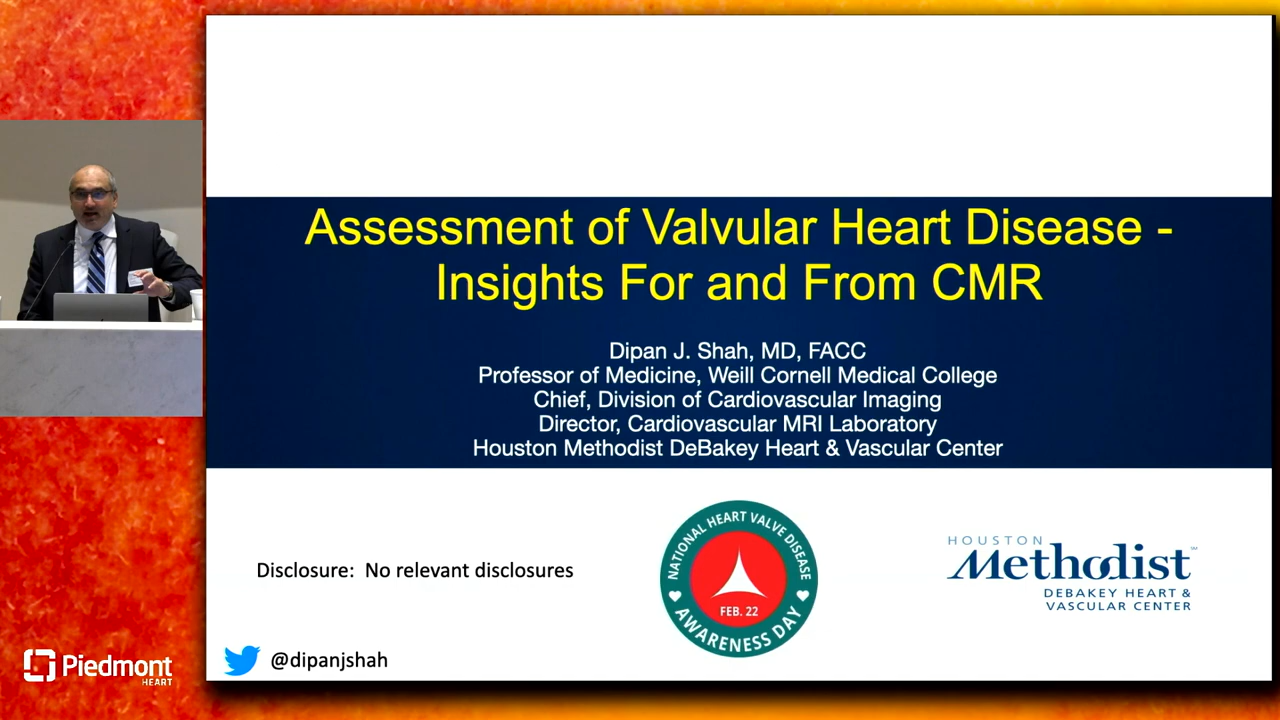 Assessment of Valvular Heart Disease -
Insights For and From CMR
Dipan J. Shah, MD, FACC
Professor of Medicine, Weill Cornell Medical College
Chief, Division of Cardiovascular Imaging
Director, Cardiovascular MRI Laboratory
Houston Methodist DeBakey Heart & Vascular Center
Disclosure: No relevant disclosures
NATIONAL HEART VALVE DISEASE
FEB. 22
AWARENESS DAY
HOUSTON
Methodist
DEBAKEY HEART &
VASCULAR CENTER
@dipanjshah
Piedmont
HEART